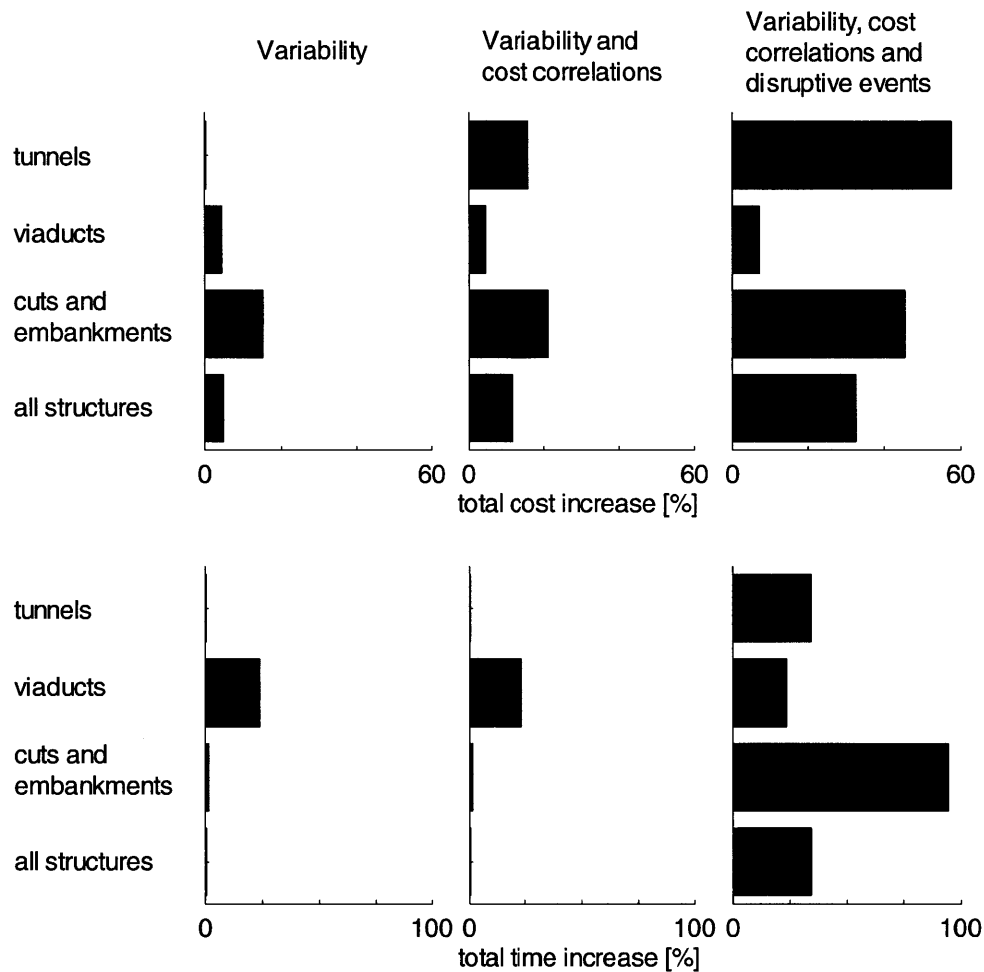 Variability
Variability and
cost correlations
Variability, cost
correlations and
disruptive events
tunnels
viaducts
cuts and
embankments
all structures
0 60 0 60 0 60
total cost increase [%]
tunnels
viaducts
cuts and
embankments
all structures
0 100 0 100 0 100
total time increase [%]